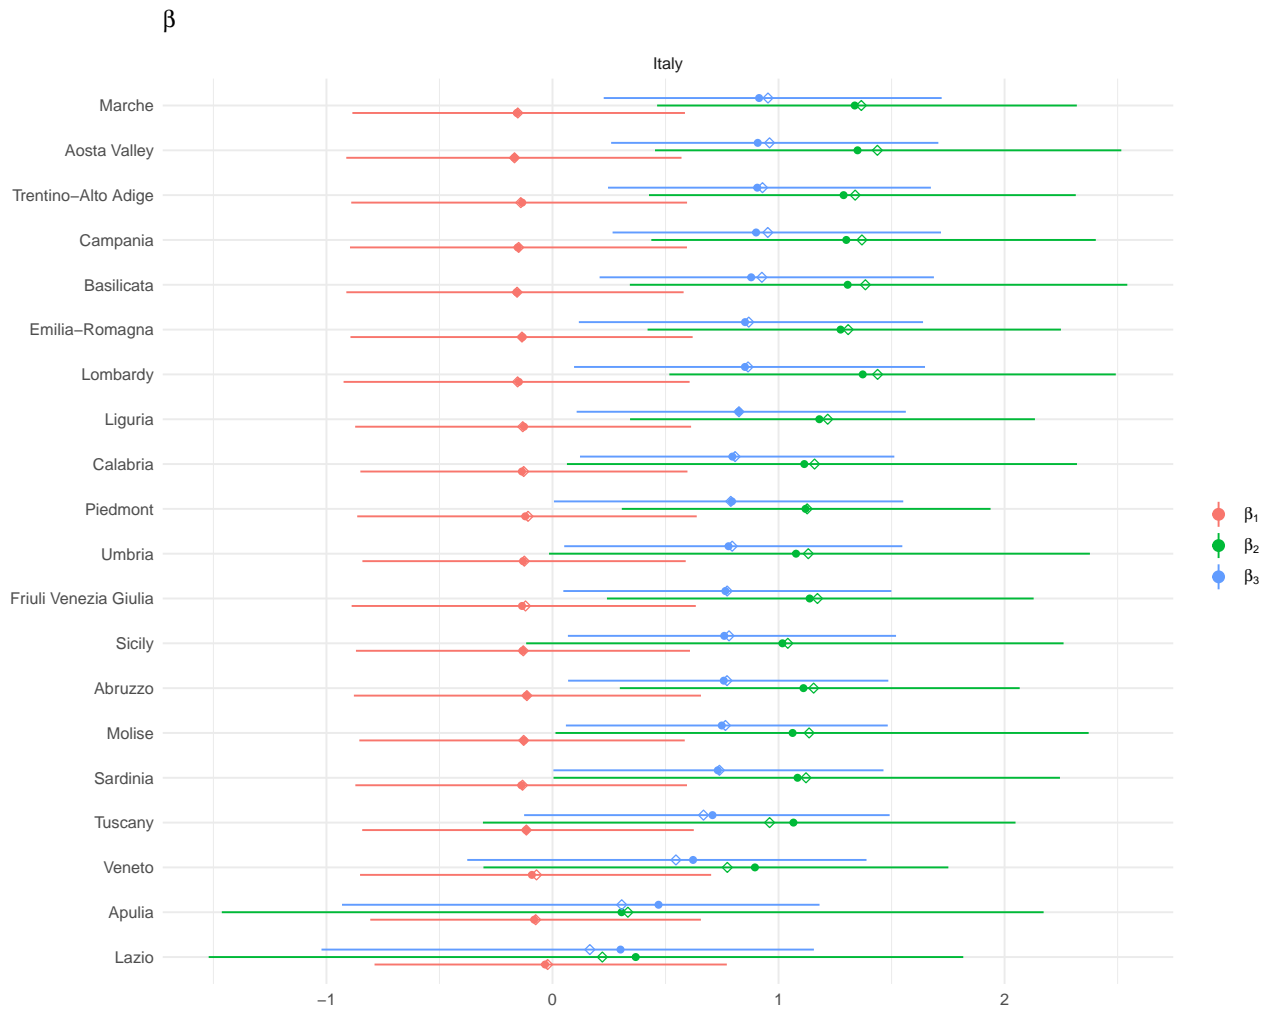 β
Italy
Marche
Aosta Valley
Trentino−Alto Adige
Campania
Basilicata
Emilia−Romagna
Lombardy
Liguria
Calabria
Piedmont
Umbria
Friuli Venezia Giulia
Sicily
Abruzzo
Molise
Sardinia
Tuscany
Veneto
Apulia
Lazio
−1 0 1 2
β₁
β₂
β₃